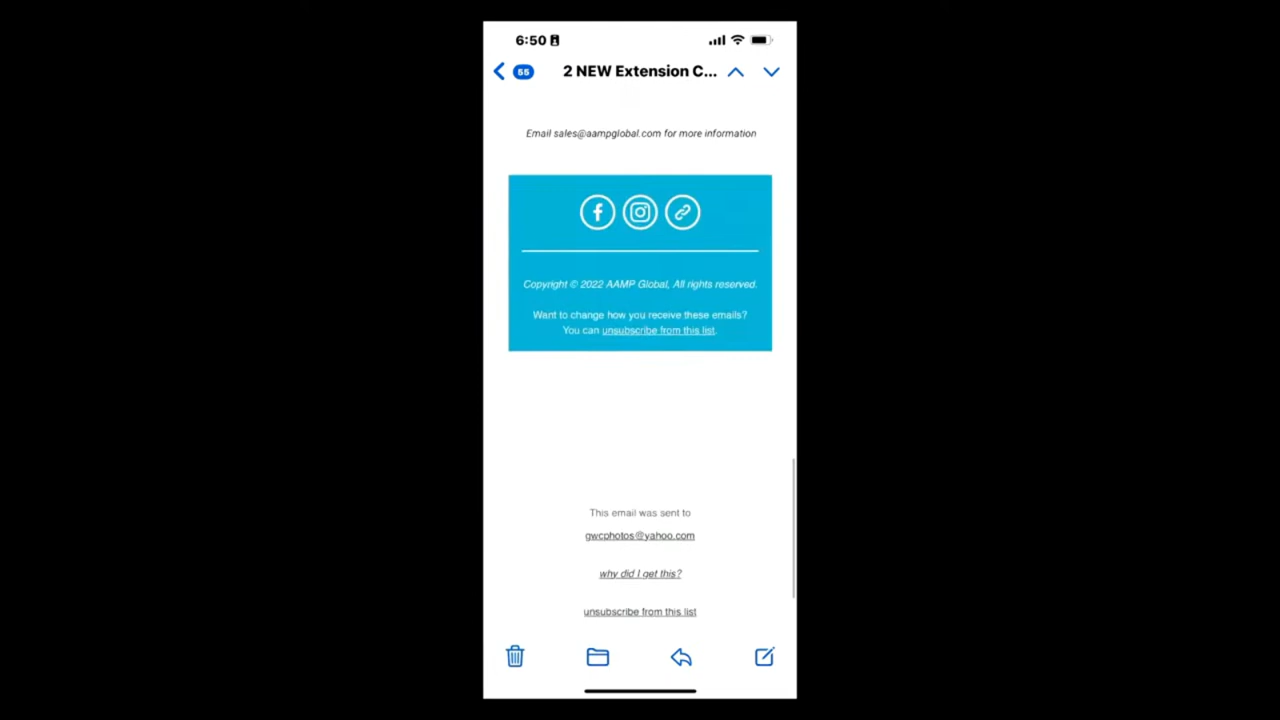 6:50
55
2 NEW Extension C...
Email sales@aampglobal.com for more information
Copyright © 2022 AAMP Global, All rights reserved.
Want to change how you receive these emails?
You can unsubscribe from this list.
This email was sent to
gwcphotos@yahoo.com
why did I get this?
unsubscribe from this list